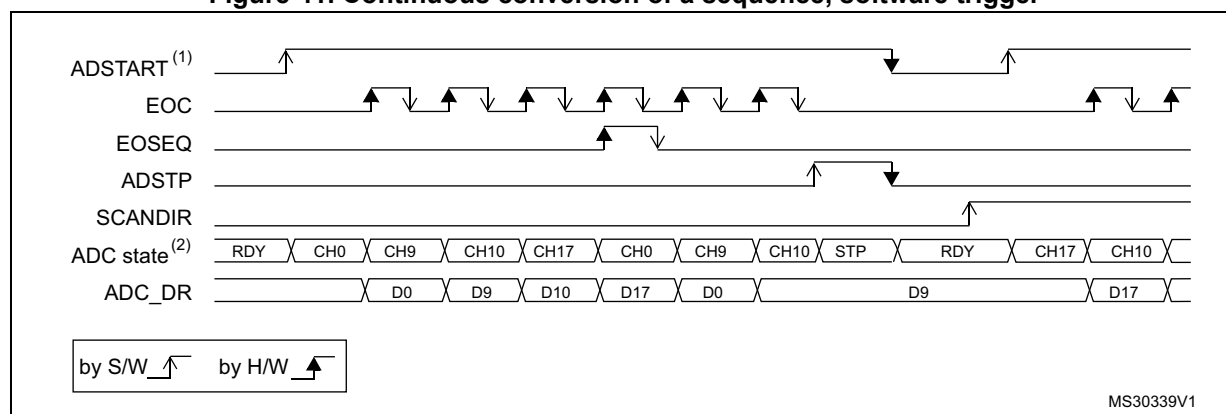 Figure 41. Continuous conversion of a sequence, software trigger
ADSTART (1)
EOC
EOSEQ
ADSTP
SCANDIR
ADC state (2) RDY CH0 CH9 CH10 CH17 CH0 CH9 CH10 STP RDY CH17 CH10
ADC_DR D0 D9 D10 D17 D0 D9 D17
by S/W by H/W
MS30339V1